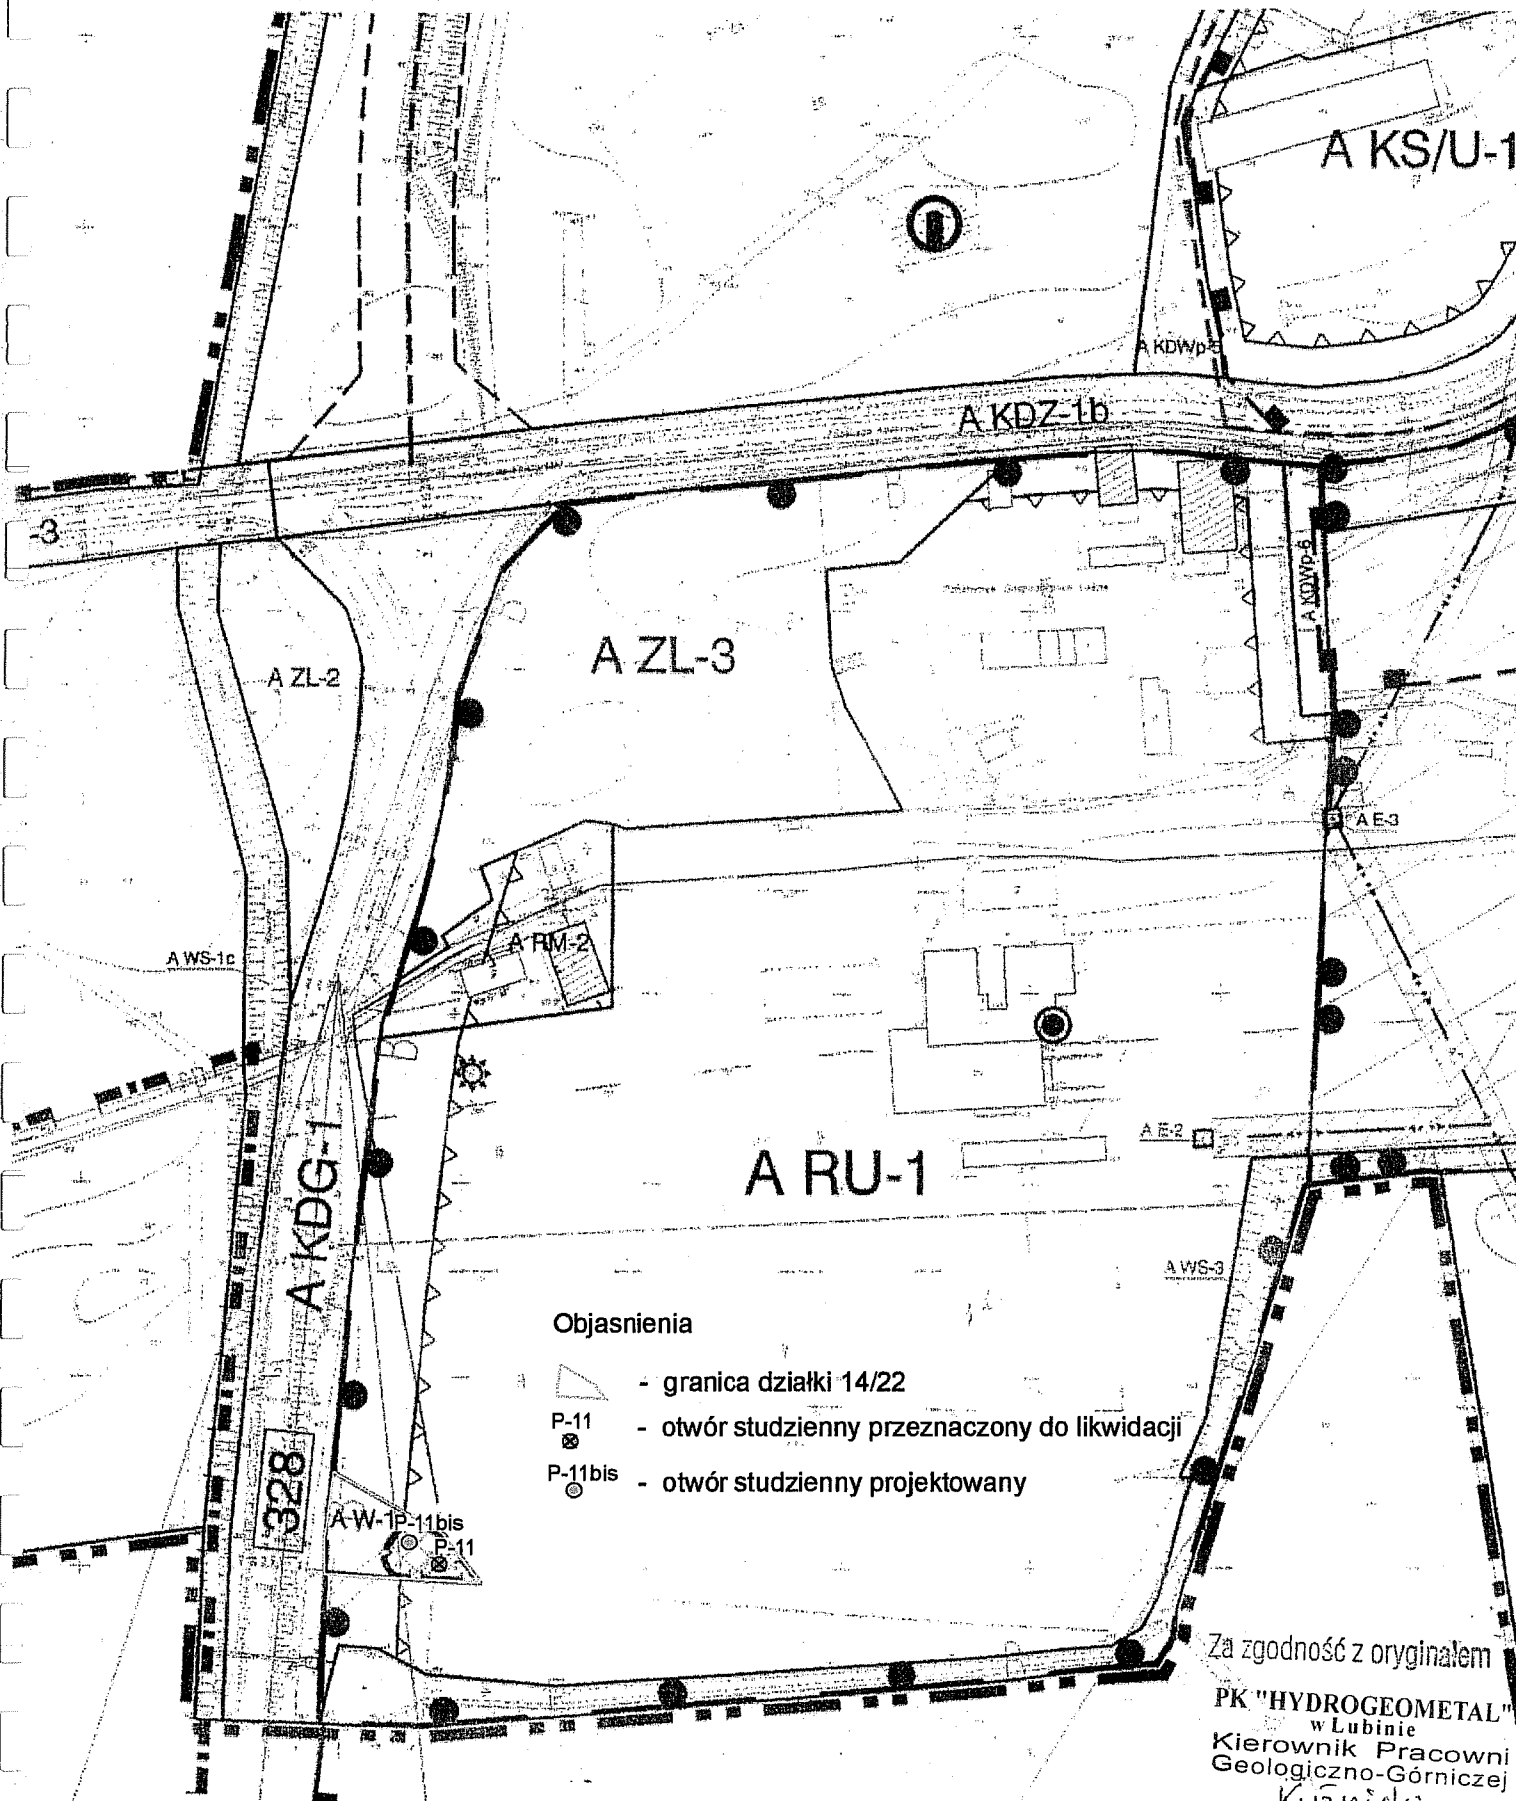 A KS/U-1
A KDWp-5
A KDZ-1b
-3
A KDWp-6
A ZL-3
A ZL-2
A E-3
A RM-2
A WS-1c
A E-2
A RU-1
A KDG-1
A WS-3
Objasnienia
- granica działki 14/22
P-11 - otwór studzienny przeznaczony do likwidacji
P-11bis - otwór studzienny projektowany
328
A-W-1
P-11bis
P-11
Za zgodność z oryginałem
PK "HYDROGEOMETAL"
w Lubinie
Kierownik Pracowni
Geologiczno-Górniczej